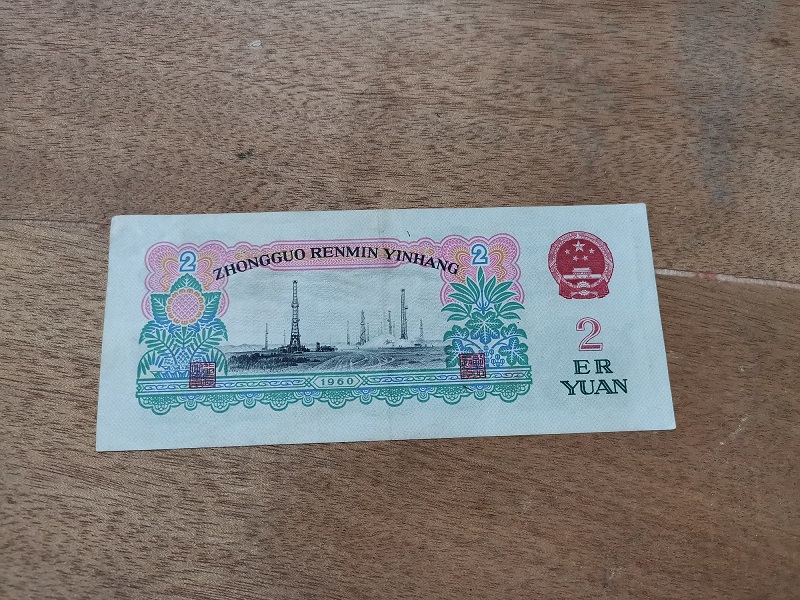 2
ZHONGGUO RENMIN YINHANG
2
1960
2
ER
YUAN